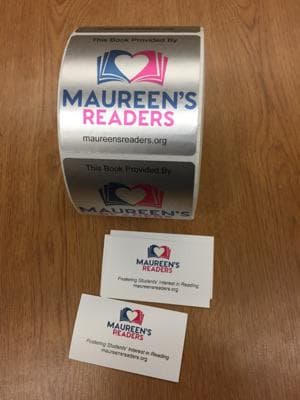 This Book Provided By
MAUREEN'S
READERS
maureensreaders.org
This Book Provided By
MAUREEN'S
MAUREEN'S
READERS
Fostering Students' Interest in Reading
maureensreaders.org
MAUREEN'S
READERS
Fostering Students' Interest in Reading
maureensreaders.org